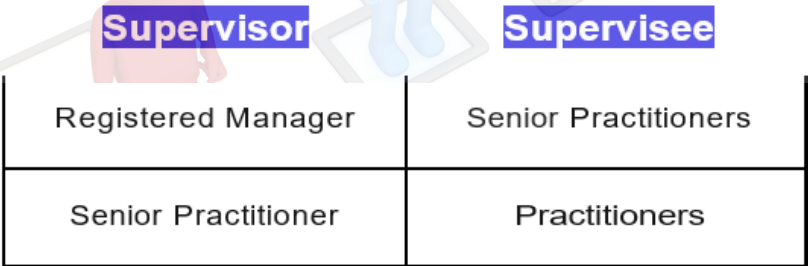 Supervisor Supervisee
Registered Manager Senior Practitioners
Senior Practitioner Practitioners